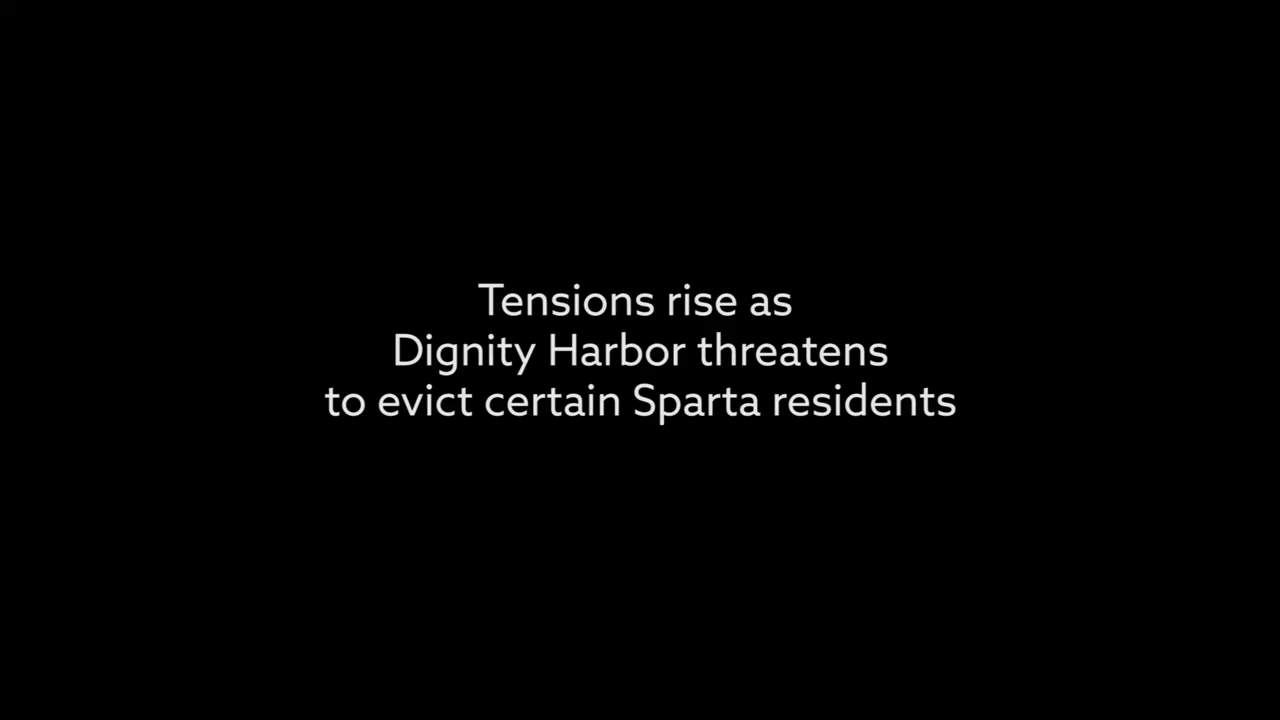 Tensions rise as
Dignity Harbor threatens
to evict certain Sparta residents